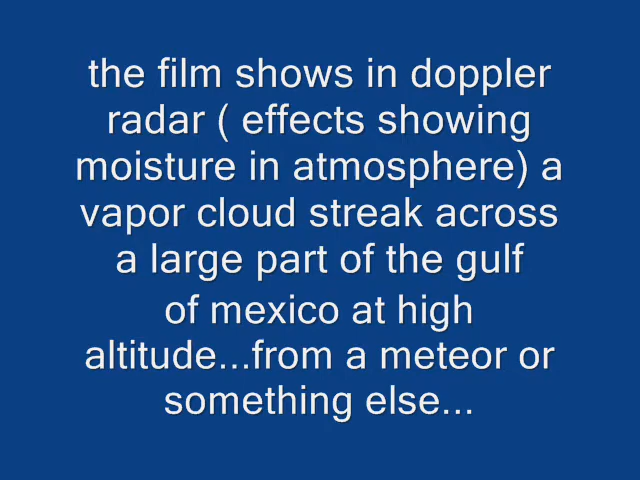 the film shows in doppler
radar ( effects showing
moisture in atmosphere) a
vapor cloud streak across
a large part of the gulf
of mexico at high
altitude...from a meteor or
something else...